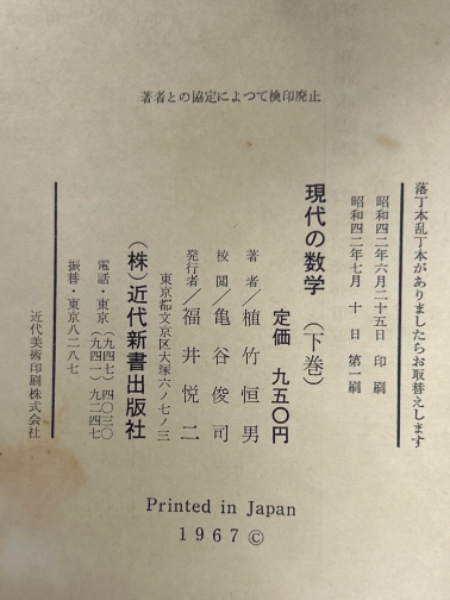 著者との協定によつて検印廃止
落丁本乱丁本がありましたらお取替えします
昭和四二年六月二十五日 印刷
昭和四二年七月 十日 第一刷
現代の数学 (下巻)
定価 九五〇円
著者/植竹恒男
校閲/亀谷俊司
発行者/福井悦二
東京都文京区大塚六ノ七ノ三
(株)近代新書出版社
電話・東京 (九四七) 四〇三〇
(九四一) 九二四七
振替・東京八二八七
近代美術印刷株式会社
Printed in Japan
1967 ©